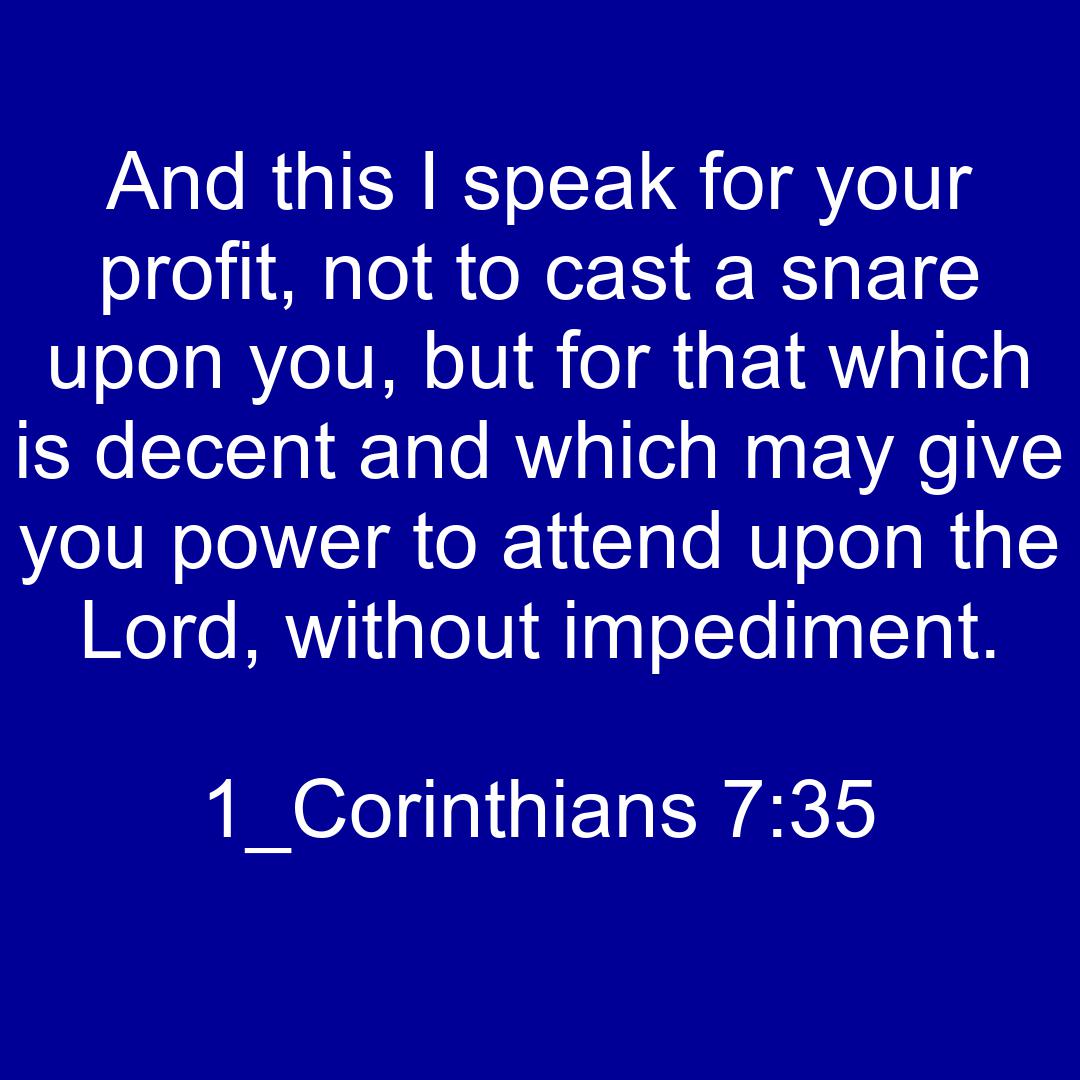 And this I speak for your
profit, not to cast a snare
upon you, but for that which
is decent and which may give
you power to attend upon the
Lord, without impediment.
1_Corinthians 7:35